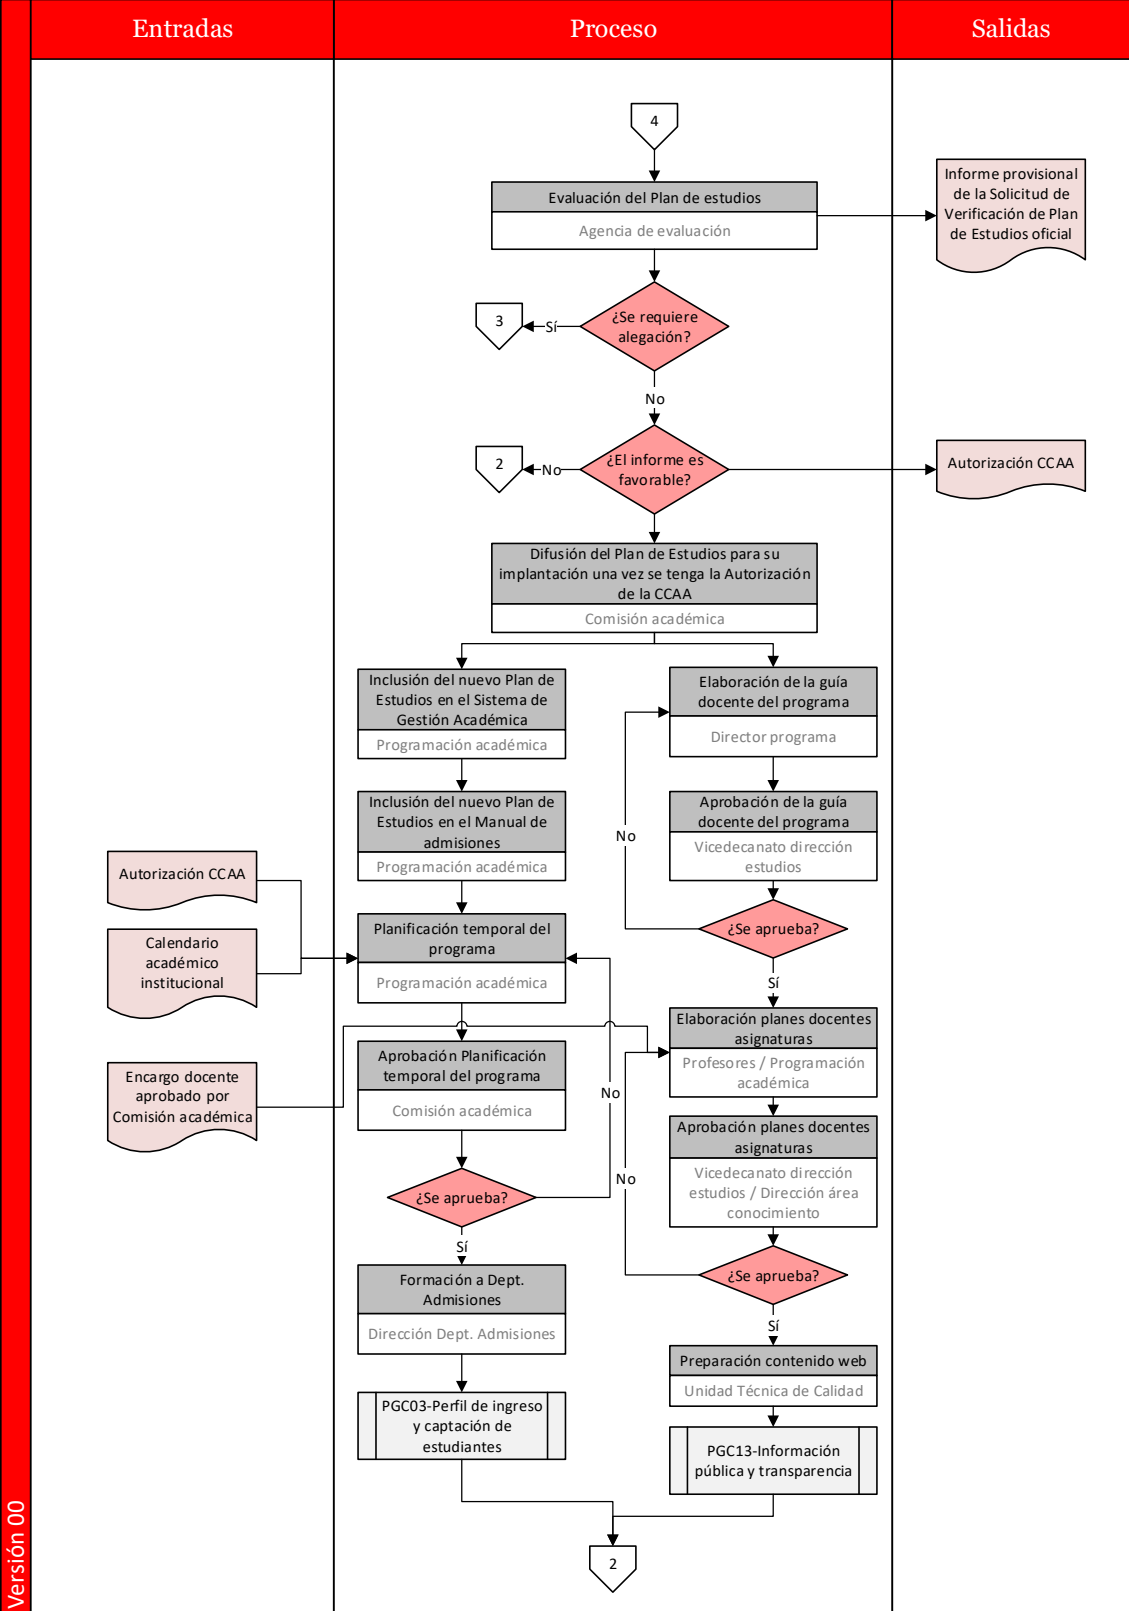 Entradas
Proceso
Salidas
4
Evaluación del Plan de estudios
Agencia de evaluación
Informe provisional
de la Solicitud de
Verificación de Plan
de Estudios oficial
¿Se requiere
alegación?
Sí
3
No
¿El informe es
favorable?
No
2
Autorización CCAA
Difusión del Plan de Estudios para su
implantación una vez se tenga la Autorización
de la CCAA
Comisión académica
Inclusión del nuevo Plan de
Estudios en el Sistema de
Gestión Académica
Programación académica
Inclusión del nuevo Plan de
Estudios en el Manual de
admisiones
Programación académica
Autorización CCAA
Calendario
académico
institucional
Planificación temporal del
programa
Programación académica
Encargo docente
aprobado por
Comisión académica
Aprobación Planificación
temporal del programa
Comisión académica
No
¿Se aprueba?
Sí
Formación a Dept.
Admisiones
Dirección Dept. Admisiones
PGC03-Perfil de ingreso
y captación de
estudiantes
Elaboración de la guía
docente del programa
Director programa
Aprobación de la guía
docente del programa
Vicedecanato dirección
estudios
No
¿Se aprueba?
Sí
Elaboración planes docentes
asignaturas
Profesores / Programación
académica
Aprobación planes docentes
asignaturas
Vicedecanato dirección
estudios / Dirección área
conocimiento
No
¿Se aprueba?
Sí
Preparación contenido web
Unidad Técnica de Calidad
PGC13-Información
pública y transparencia
2
Versión 00